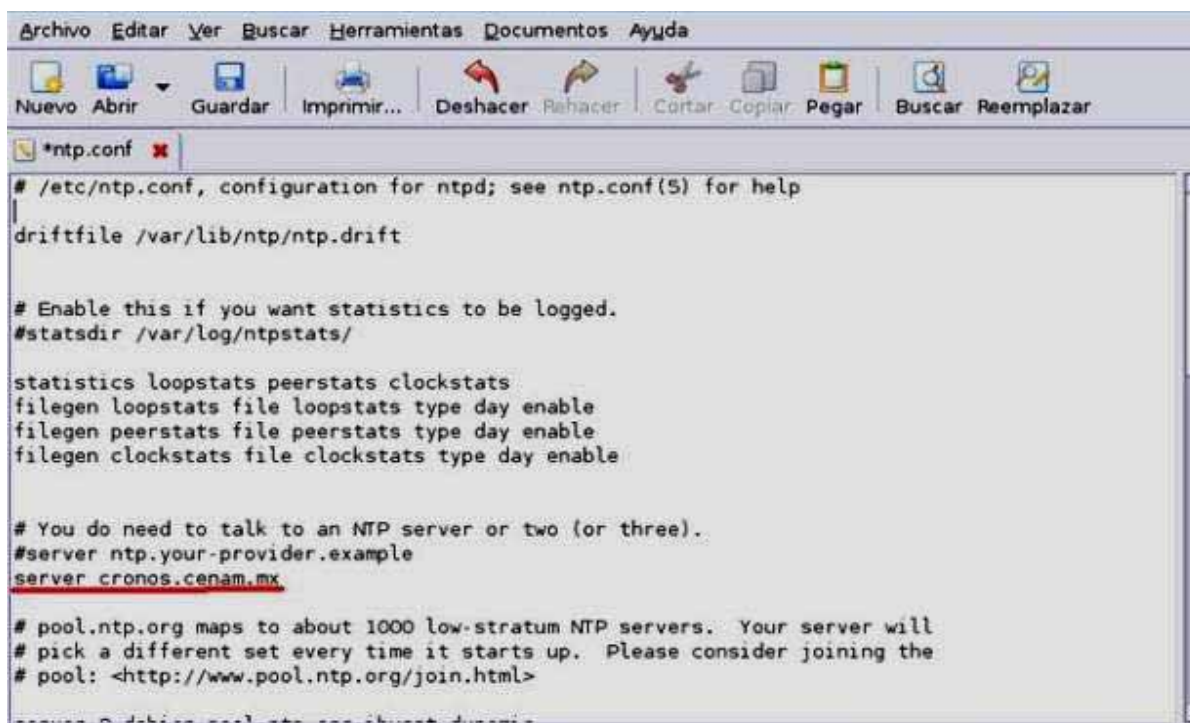 Archivo Editar Ver Buscar Herramientas Documentos Ayuda
Nuevo Abrir Guardar Imprimir... Deshacer Rehacer Cortar Copiar Pegar Buscar Reemplazar
*ntp.conf
# /etc/ntp.conf, configuration for ntpd; see ntp.conf(5) for help
driftfile /var/lib/ntp/ntp.drift
# Enable this if you want statistics to be logged.
#statsdir /var/log/ntpstats/
statistics loopstats peerstats clockstats
filegen loopstats file loopstats type day enable
filegen peerstats file peerstats type day enable
filegen clockstats file clockstats type day enable
# You do need to talk to an NTP server or two (or three).
#server ntp.your-provider.example
server cronos.cenam.mx
# pool.ntp.org maps to about 1000 low-stratum NTP servers.  Your server will
# pick a different set every time it starts up.  Please consider joining the
# pool: <http://www.pool.ntp.org/join.html>